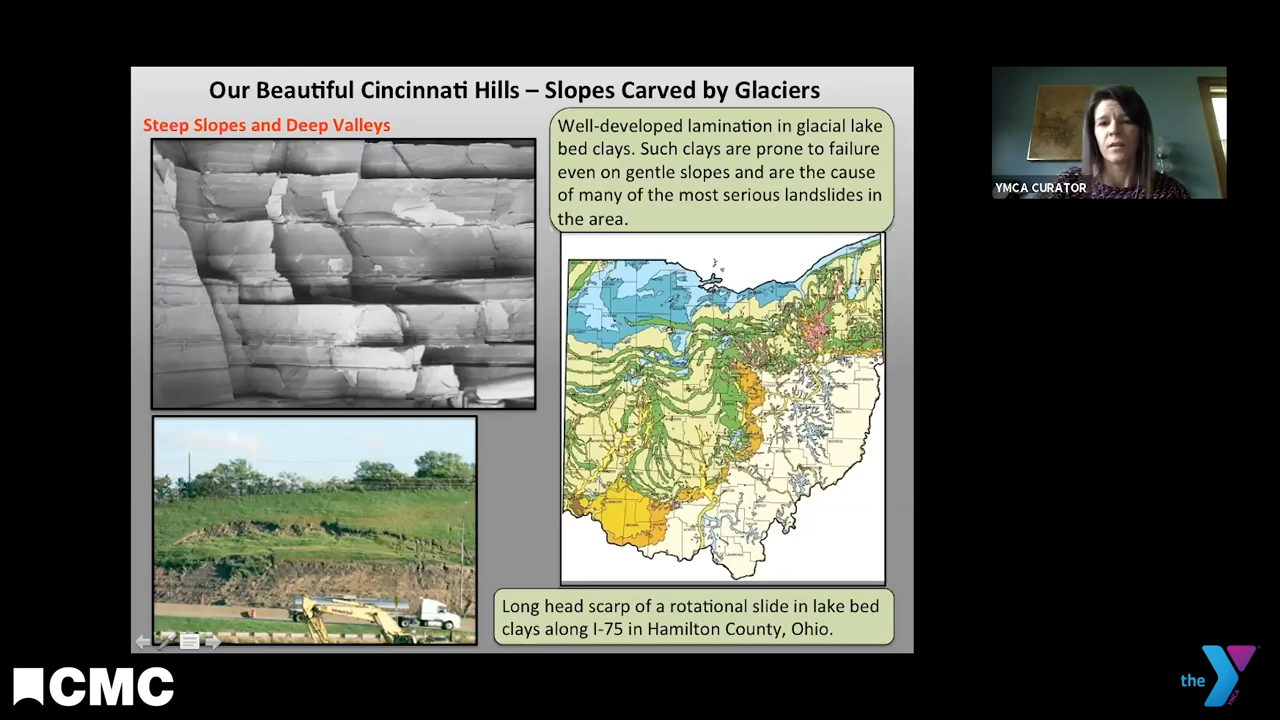 Our Beautiful Cincinnati Hills – Slopes Carved by Glaciers
Steep Slopes and Deep Valleys
Well-developed lamination in glacial lake
bed clays. Such clays are prone to failure
even on gentle slopes and are the cause
of many of the most serious landslides in
the area.
YMCA CURATOR
Long head scarp of a rotational slide in lake bed
clays along I-75 in Hamilton County, Ohio.
CMC
the Y
YMCA